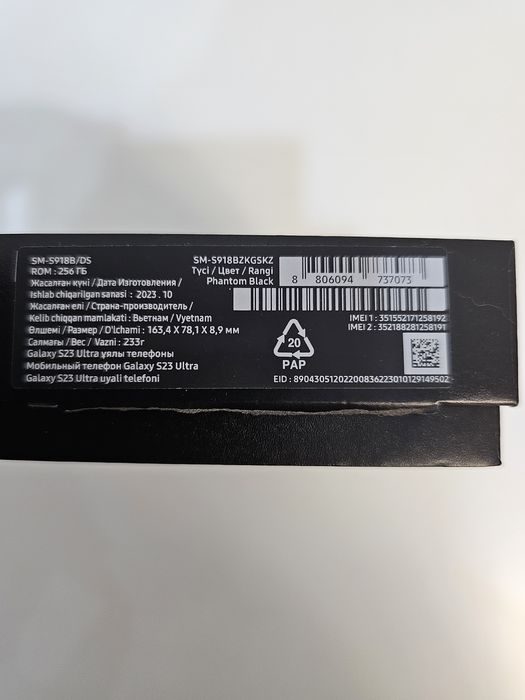 SM-S918B/DS
ROM : 256 ГБ
Жасалған күні / Дата Изготовления /
Ishlab chiqarilgan sanasi : 2023 . 10
Жасалған елі / Страна-производитель /
Kelib chiqqan mamlakati : Вьетнам / Vyetnam
Өлшемі / Размер / O'lchami : 163,4 X 78,1 X 8,9 мм
Салмағы / Вес / Vazni : 233г
Galaxy S23 Ultra ұялы телефоны
Мобильный телефон Galaxy S23 Ultra
Galaxy S23 Ultra uyali telefoni
SM-S918BZKGSKZ
Түсі / Цвет / Rangi
Phantom Black
8 806094 737073
IMEI 1 : 351552171258192
IMEI 2 : 352188281258191
20
PAP
EID : 89043051202200836223010129149502